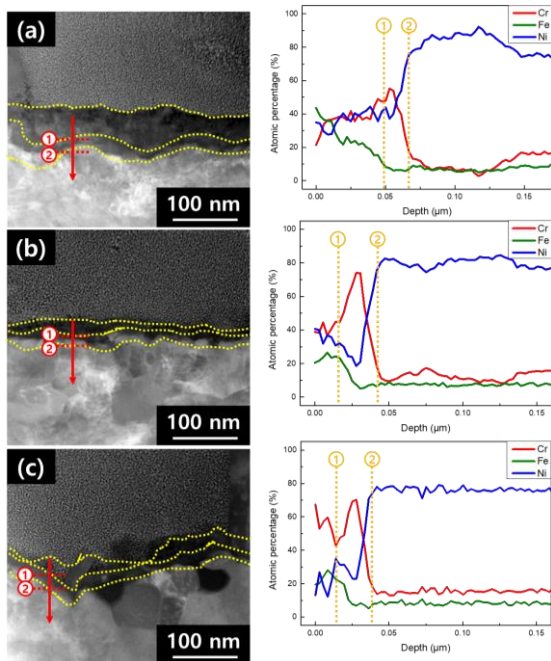 (a)
①
②
100 nm
① ②
Cr
Fe
Ni
Atomic percentage (%)
100
80
60
40
20
0
0.00 0.05 0.10 0.15
Depth (μm)
(b)
①
②
100 nm
① ②
Cr
Fe
Ni
Atomic percentage (%)
100
80
60
40
20
0
0.00 0.05 0.10 0.15
Depth (μm)
(c)
①
②
100 nm
① ②
Cr
Fe
Ni
Atomic percentage (%)
100
80
60
40
20
0
0.00 0.05 0.10 0.15
Depth (μm)